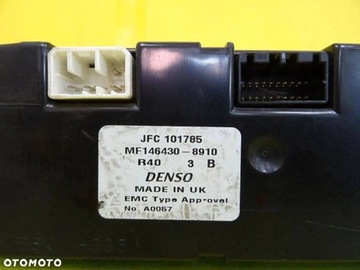 JFC 101785
MF146430-8910
R40 3 B
DENSO
MADE IN UK
EMC Type Approval
No. A0067
OTOMOTO